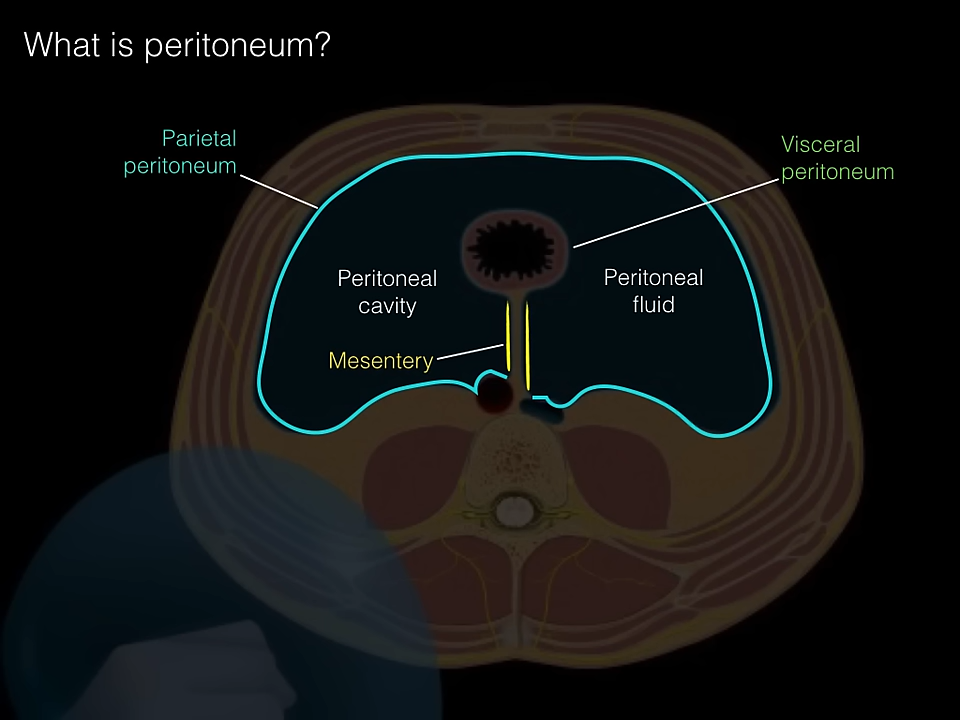 What is peritoneum?
Parietal
peritoneum
Visceral
peritoneum
Peritoneal
cavity
Peritoneal
fluid
Mesentery